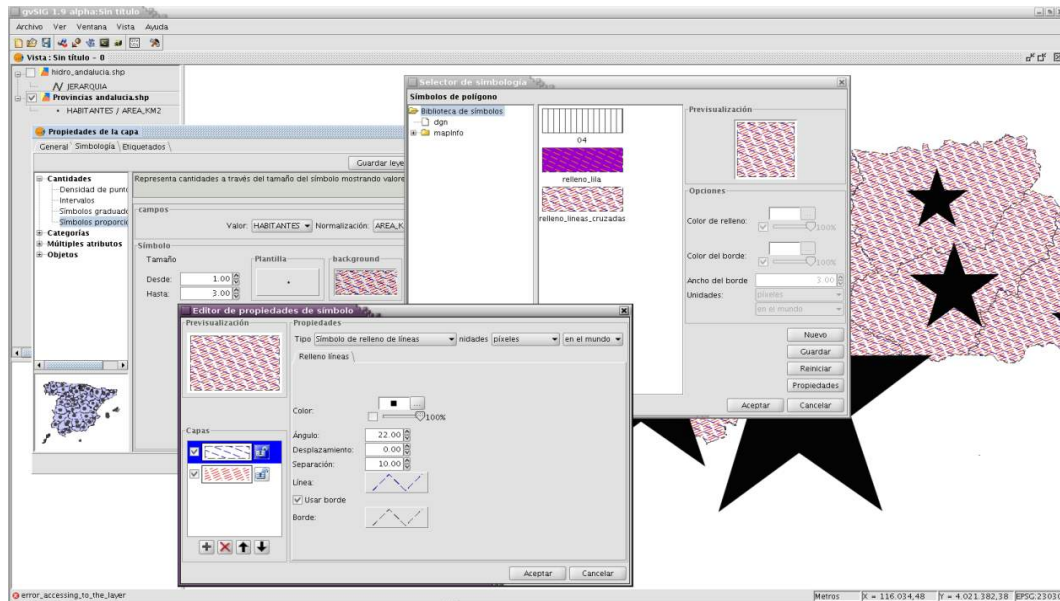 gvSIG 1.9 alpha:Sin título
Archivo Ver Ventana Vista Ayuda
Vista : Sin título - 0
hidro_andalucia.shp
JERARQUIA
Provincias andalucia.shp
HABITANTES / AREA_KM2
Propiedades de la capa
General Simbología Etiquetados
Guardar leye
Cantidades
Densidad de punt
Intervalos
Símbolos graduado
Símbolos proporcio
Categorías
Múltiples atributos
Objetos
Representa cantidades a través del tamaño del símbolo mostrando valore
campos
Valor: HABITANTES Normalización: AREA_K
Símbolo
Tamaño
Plantilla
background
Desde: 1.00
Hasta: 3.00
Selector de simbología
Símbolos de polígono
Biblioteca de símbolos
dgn
mapinfo
04
relleno_lila
relleno_lineas_cruzadas
Previsualización
Opciones
Color de relleno:
100%
Color del borde:
100%
Ancho del borde 3.00
Unidades: píxeles
en el mundo
Nuevo
Guardar
Reiniciar
Propiedades
Aceptar Cancelar
Editor de propiedades de símbolo
Previsualización
Propiedades
Tipo Símbolo de relleno de líneas nidades píxeles en el mundo
Relleno líneas
Color:
100%
Capas
Ángulo: 22.00
Desplazamiento: 0.00
Separación: 10.00
Línea:
Usar borde
Borde:
Aceptar Cancelar
error_accessing_to_the_layer
Metros X = 116.034,48 Y = 4.021.382,38 EPSG:2303